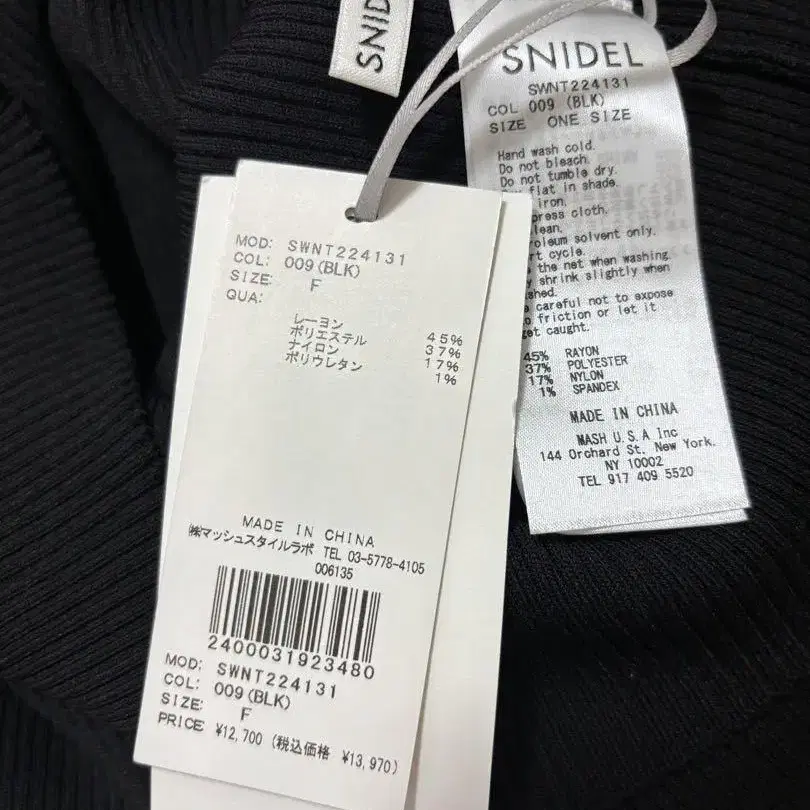 SNIDEL
SWNT224131
COL 009 (BLK)
SIZE ONE SIZE
Hand wash cold.
Do not bleach.
Do not tumble dry.
flat in shade.
iron.
press cloth.
solvent only.
cycle.
the net when washing.
shrink slightly when
careful not to expose
friction or let it
get caught.
45% RAYON
37% POLYESTER
17% NYLON
1% SPANDEX
MADE IN CHINA
MASH U.S.A Inc
144 Orchard St. New York.
NY 10002
TEL 917 409 5520
MOD: SWNT224131
COL: 009(BLK)
SIZE: F
QUA:
レーヨン 45%
ポリエステル 37%
ナイロン 17%
ポリウレタン 1%
MADE IN CHINA
㈱マッシュスタイルラボ TEL 03-5778-4105
006135
2400031923480
MOD: SWNT224131
COL: 009(BLK)
SIZE: F
PRICE ¥12,700 (税込価格 ¥13,970)